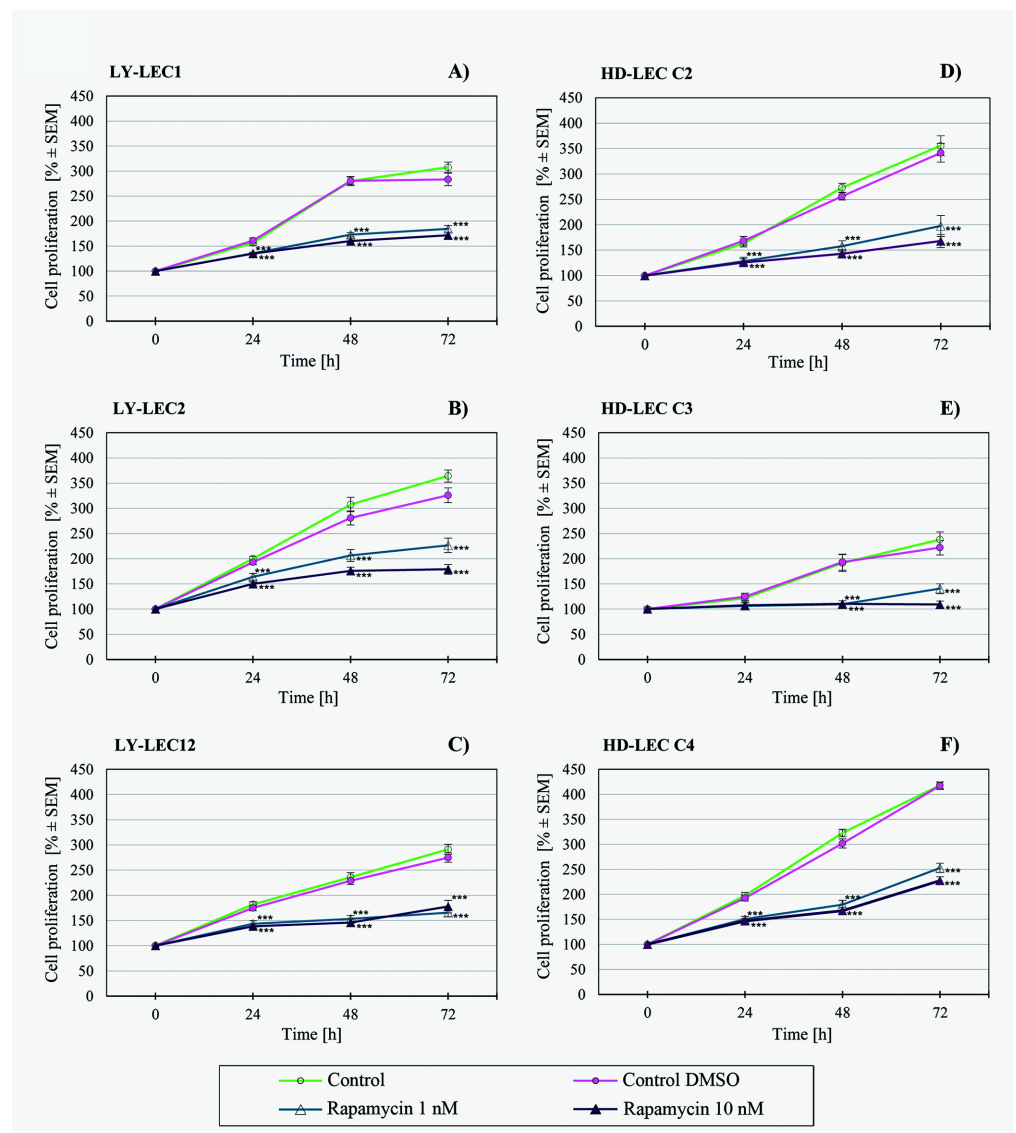 LY-LEC1 A)
Cell proliferation [% ± SEM]
450
400
350
300
250
200
150
100
50
0
*** *** ***
*** *** ***
0 24 48 72
Time [h]
HD-LEC C2 D)
Cell proliferation [% ± SEM]
450
400
350
300
250
200
150
100
50
0
*** *** ***
*** *** ***
0 24 48 72
Time [h]
LY-LEC2 B)
Cell proliferation [% ± SEM]
450
400
350
300
250
200
150
100
50
0
*** *** ***
*** *** ***
0 24 48 72
Time [h]
HD-LEC C3 E)
Cell proliferation [% ± SEM]
450
400
350
300
250
200
150
100
50
0
*** ***
*** ***
0 24 48 72
Time [h]
LY-LEC12 C)
Cell proliferation [% ± SEM]
450
400
350
300
250
200
150
100
50
0
*** *** ***
*** *** ***
0 24 48 72
Time [h]
HD-LEC C4 F)
Cell proliferation [% ± SEM]
450
400
350
300
250
200
150
100
50
0
*** *** ***
*** *** ***
0 24 48 72
Time [h]
Control Control DMSO
Rapamycin 1 nM Rapamycin 10 nM